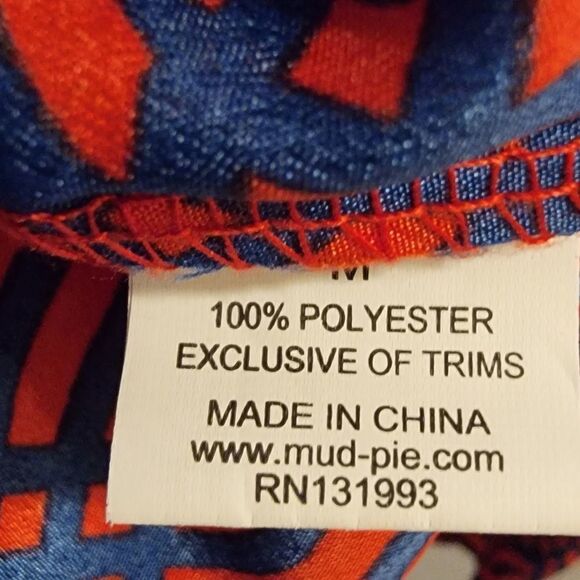 M
100% POLYESTER
EXCLUSIVE OF TRIMS
MADE IN CHINA
www.mud-pie.com
RN131993